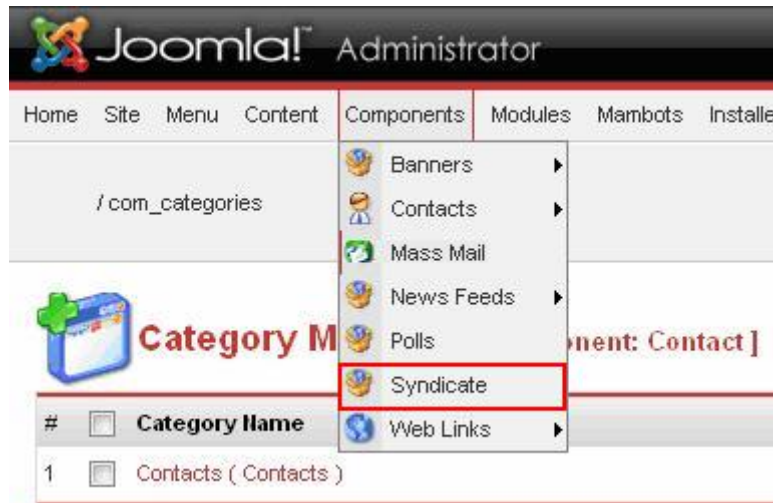 Joomla!™ Administrator
Home Site Menu Content Components Modules Mambots Installe
Banners
/ com_categories
Contacts
Mass Mail
News Feeds
Category M
Polls
nent: Contact ]
Syndicate
# Category Name
Web Links
1 Contacts ( Contacts )